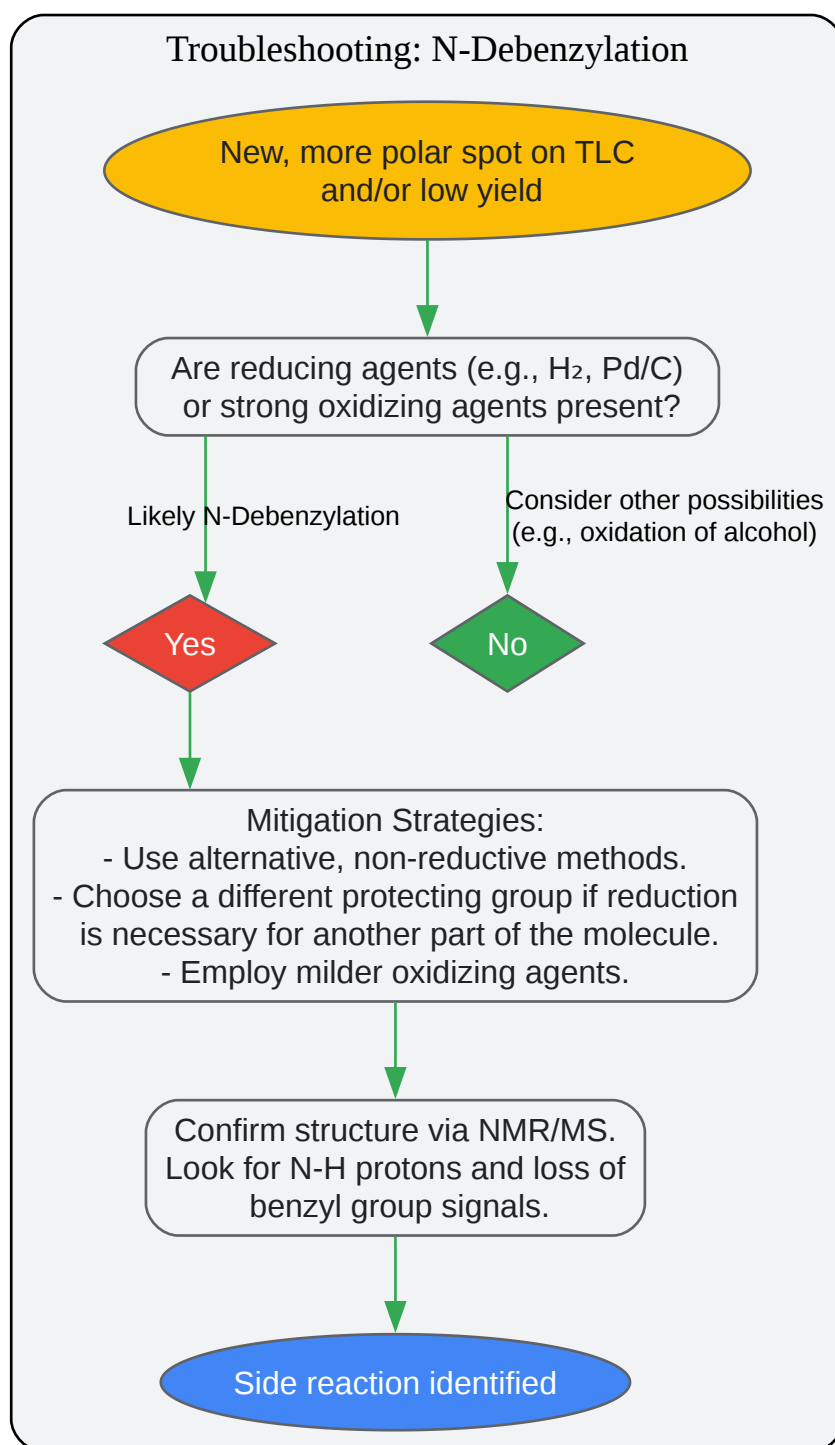 Troubleshooting: N-Debenzylation
New, more polar spot on TLC
and/or low yield
Are reducing agents (e.g., H₂, Pd/C)
or strong oxidizing agents present?
Likely N-Debenzylation
Consider other possibilities
(e.g., oxidation of alcohol)
Yes
No
Mitigation Strategies:
- Use alternative, non-reductive methods.
- Choose a different protecting group if reduction
is necessary for another part of the molecule.
- Employ milder oxidizing agents.
Confirm structure via NMR/MS.
Look for N-H protons and loss of
benzyl group signals.
Side reaction identified